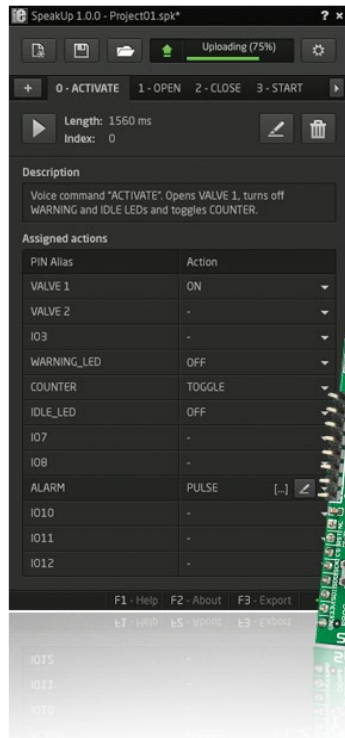 SpeakUp 1.0.0 - Project01.spk* ? x
Uploading (75%)
+ 0 - ACTIVATE 1 - OPEN 2 - CLOSE 3 - START
Length: 1560 ms
Index: 0
Description
Voice command "ACTIVATE". Opens VALVE 1, turns off
WARNING and IDLE LEDs and toggles COUNTER.
Assigned actions
PIN Alias Action
VALVE 1 ON
VALVE 2 -
IO3 -
WARNING_LED OFF
COUNTER TOGGLE
IDLE_LED OFF
IO7 -
IO8 -
ALARM PULSE [...]
IO10 -
IO11 -
IO12 -
F1 - Help F2 - About F3 - Export